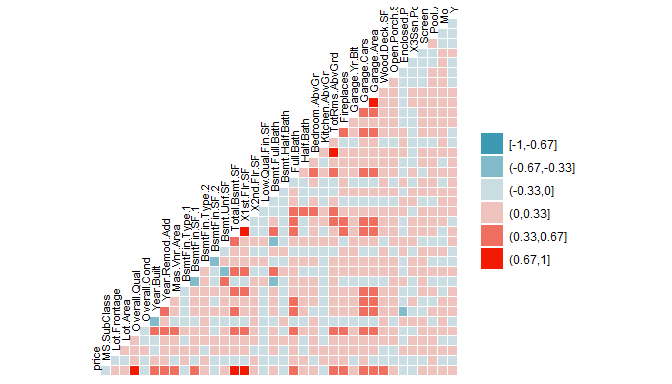 price
MS.SubClass
Lot.Frontage
Lot.Area
Overall.Qual
Overall.Cond
Year.Built
Year.Remod.Add
Mas.Vnr.Area
BsmtFin.Type.1
BsmtFin.SF.1
BsmtFin.Type.2
BsmtFin.SF.2
Bsmt.Unf.SF
Total.Bsmt.SF
X1st.Flr.SF
X2nd.Flr.SF
Low.Qual.Fin.SF
Bsmt.Full.Bath
Bsmt.Half.Bath
Full.Bath
Half.Bath
Bedroom.AbvGr
Kitchen.AbvGr
TotRms.AbvGrd
Fireplaces
Garage.Yr.Blt
Garage.Cars
Garage.Area
Wood.Deck.SF
Open.Porch.S
Enclosed.P
X3Ssn.Po
Screen
Pool.
Mo
Y
[-1,-0.67]
(-0.67,-0.33]
(-0.33,0]
(0,0.33]
(0.33,0.67]
(0.67,1]